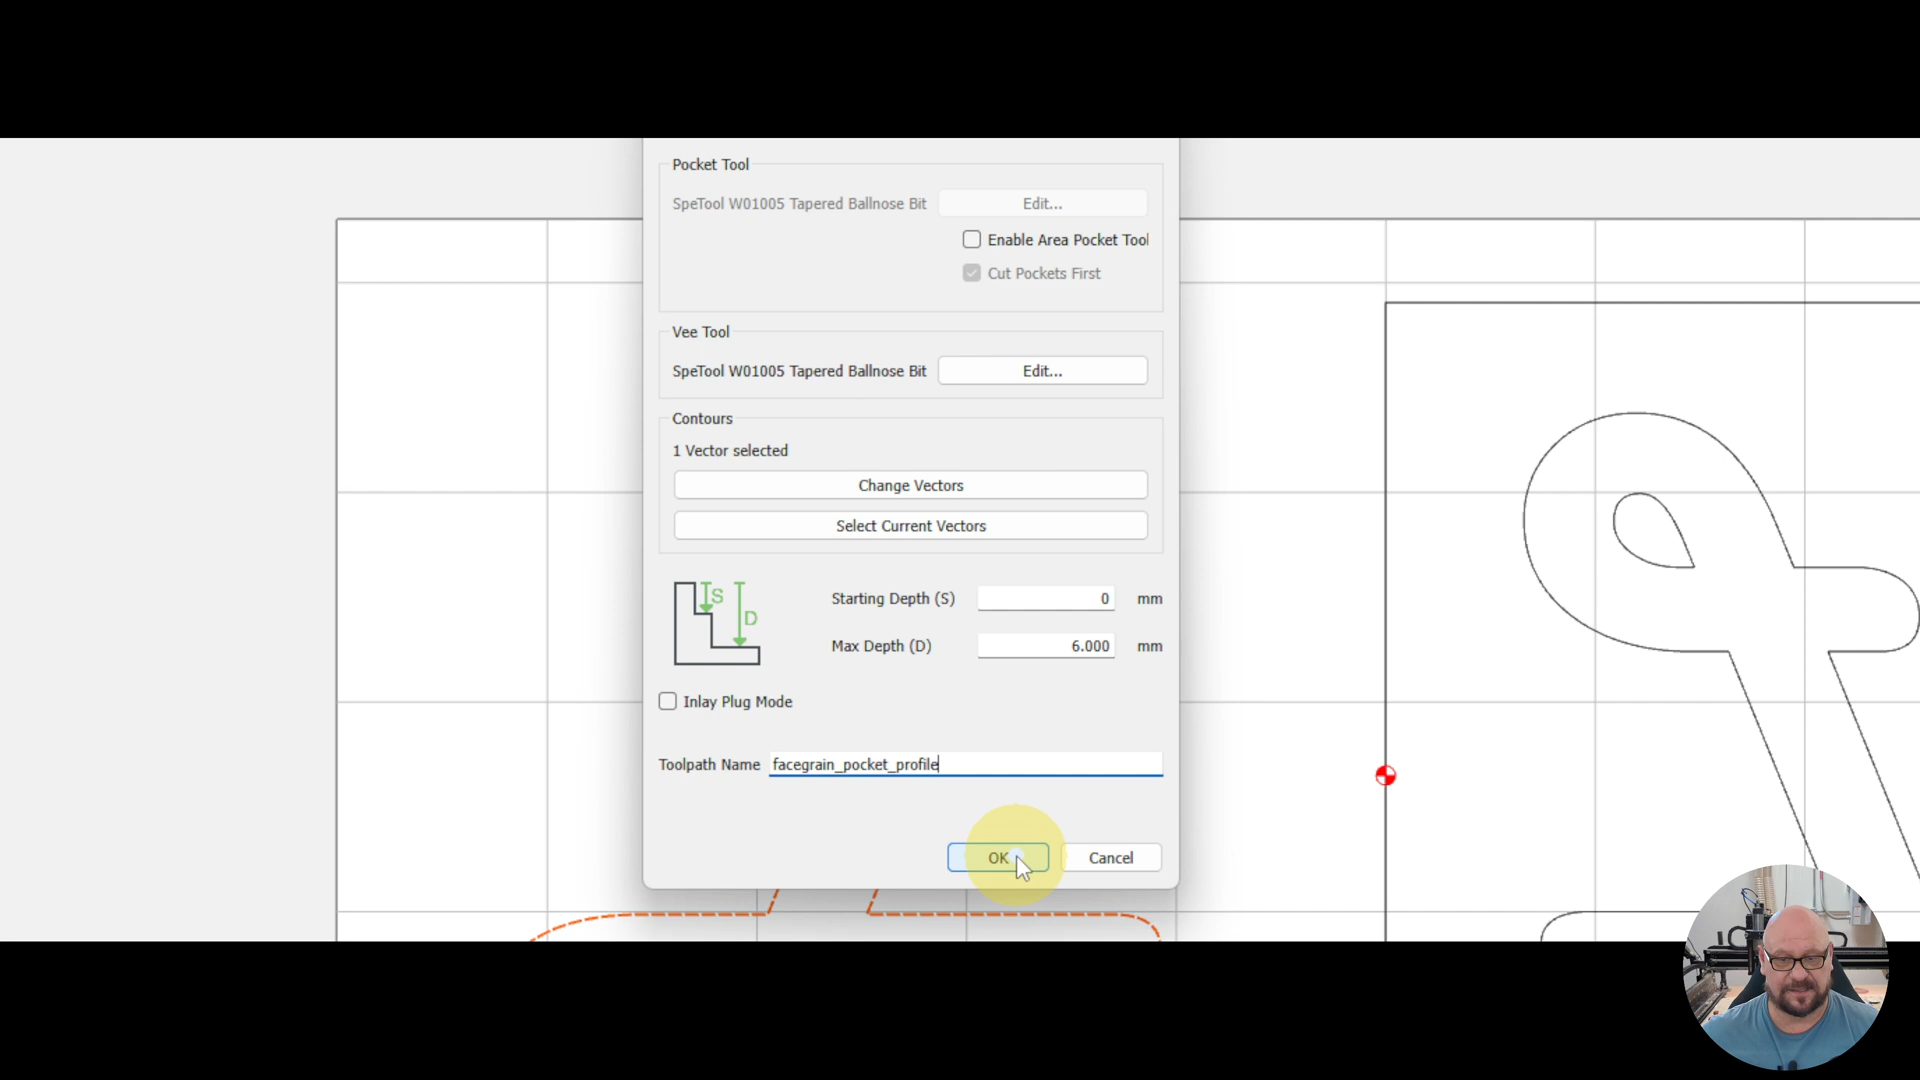 Pocket Tool
SpeTool W01005 Tapered Ballnose Bit Edit...
Enable Area Pocket Tool
Cut Pockets First
Vee Tool
SpeTool W01005 Tapered Ballnose Bit Edit...
Contours
1 Vector selected
Change Vectors
Select Current Vectors
S
D
Starting Depth (S) 0 mm
Max Depth (D) 6.000 mm
Inlay Plug Mode
Toolpath Name facegrain_pocket_profile
OK Cancel